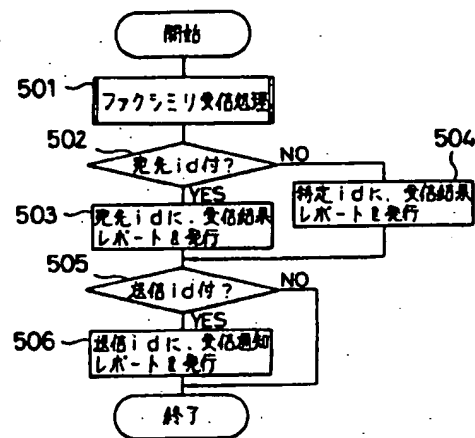 開始
501
ファクシミリ受信処理
502
宛先id付?
NO
504
YES
503
宛先idに、受信結果
レポートを発行
特定idに、受信結果
レポートを発行
505
送信id付?
NO
YES
506
送信idに、受信通知
レポートを発行
終了